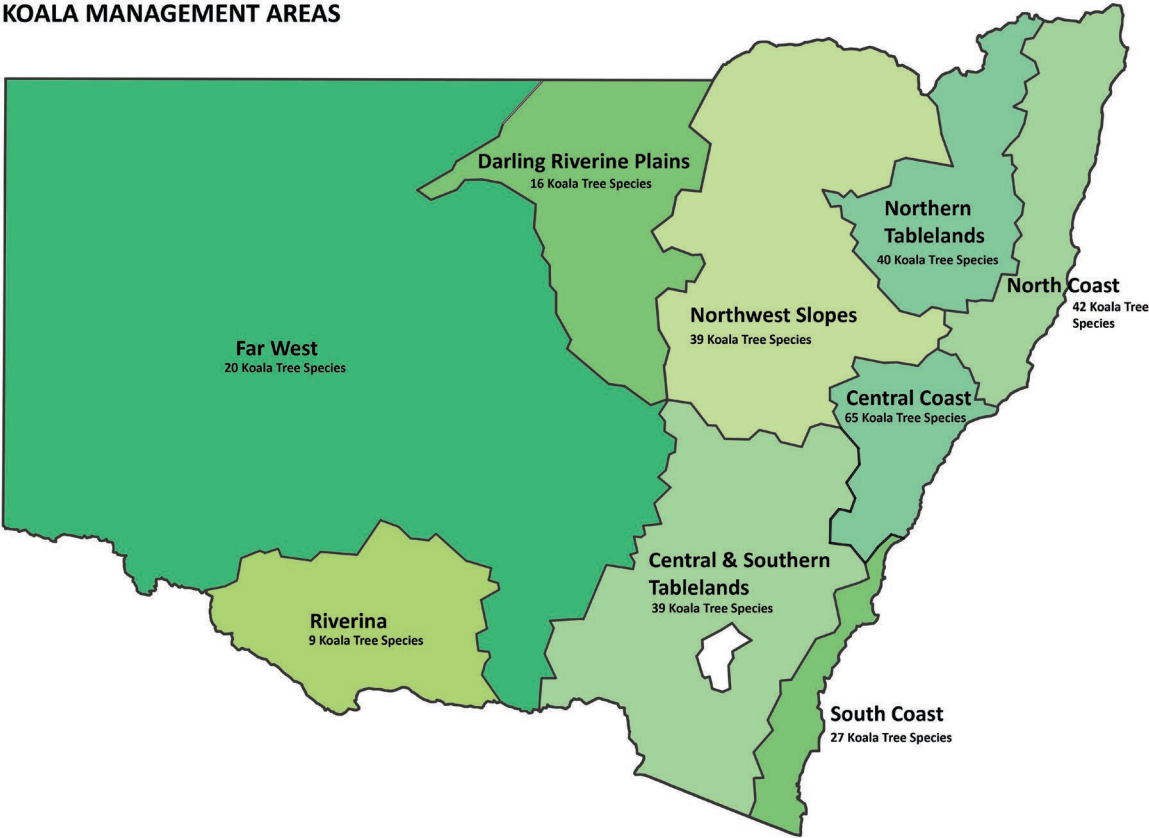 KOALA MANAGEMENT AREAS
Darling Riverine Plains
16 Koala Tree Species
Northern
Tablelands
40 Koala Tree Species
North Coast
42 Koala Tree
Species
Northwest Slopes
39 Koala Tree Species
Far West
20 Koala Tree Species
Central Coast
65 Koala Tree Species
Central & Southern
Tablelands
39 Koala Tree Species
Riverina
9 Koala Tree Species
South Coast
27 Koala Tree Species